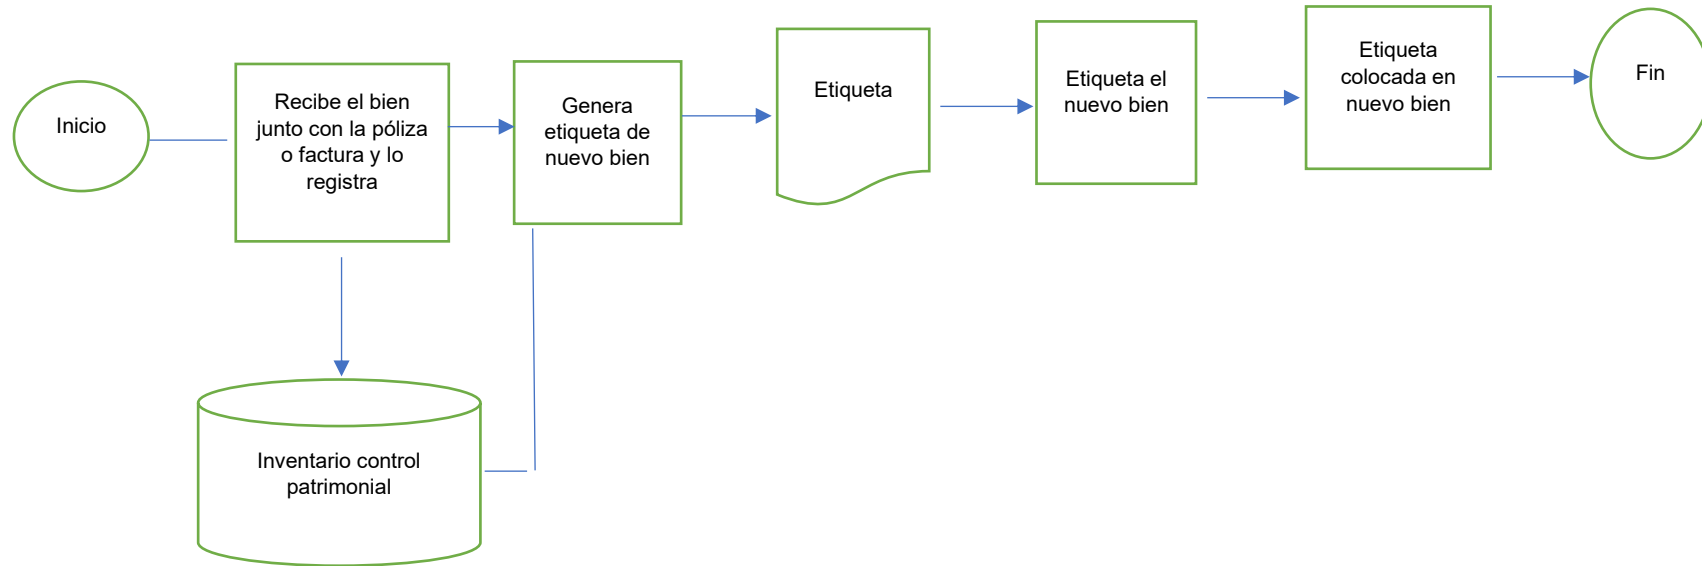 Inicio
Recibe el bien
junto con la póliza
o factura y lo
registra
Genera
etiqueta de
nuevo bien
Etiqueta
Etiqueta el
nuevo bien
Etiqueta
colocada en
nuevo bien
Fin
Inventario control
patrimonial